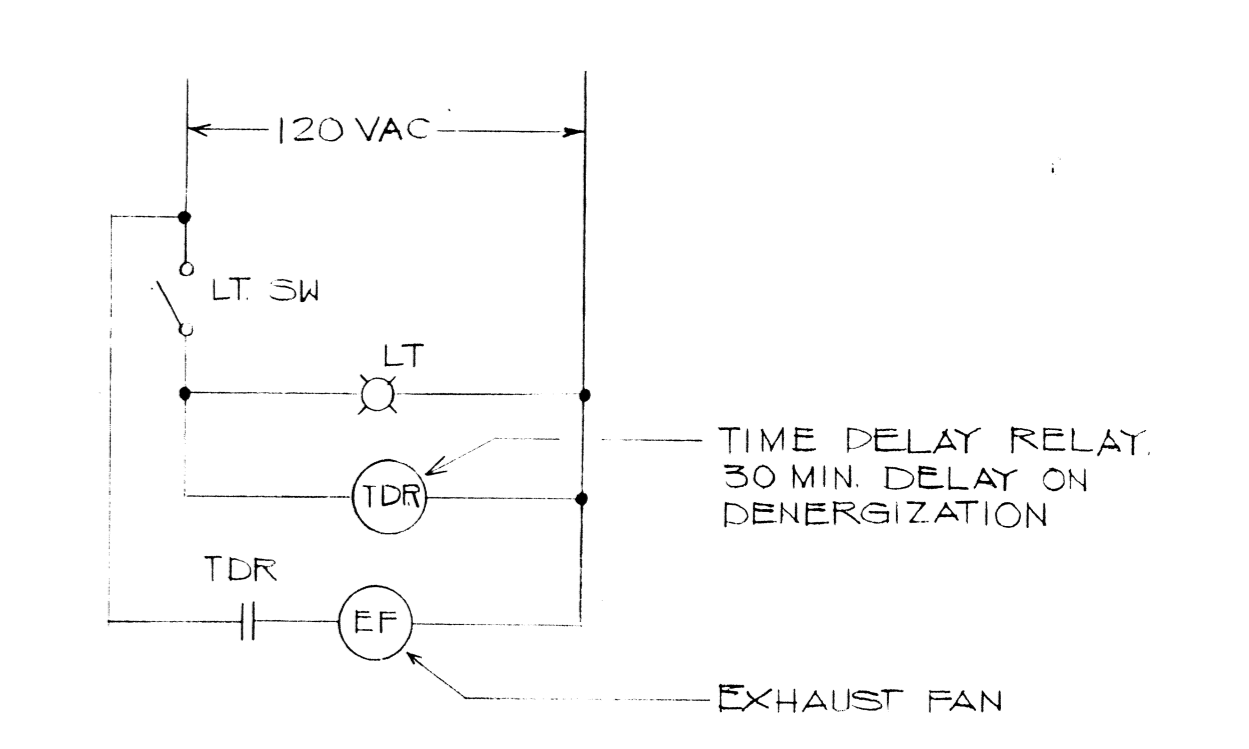 120 VAC
LT. SW
LT
TIME DELAY RELAY.
30 MIN. DELAY ON
DENERGIZATION
TDR
TDR
EF
EXHAUST FAN